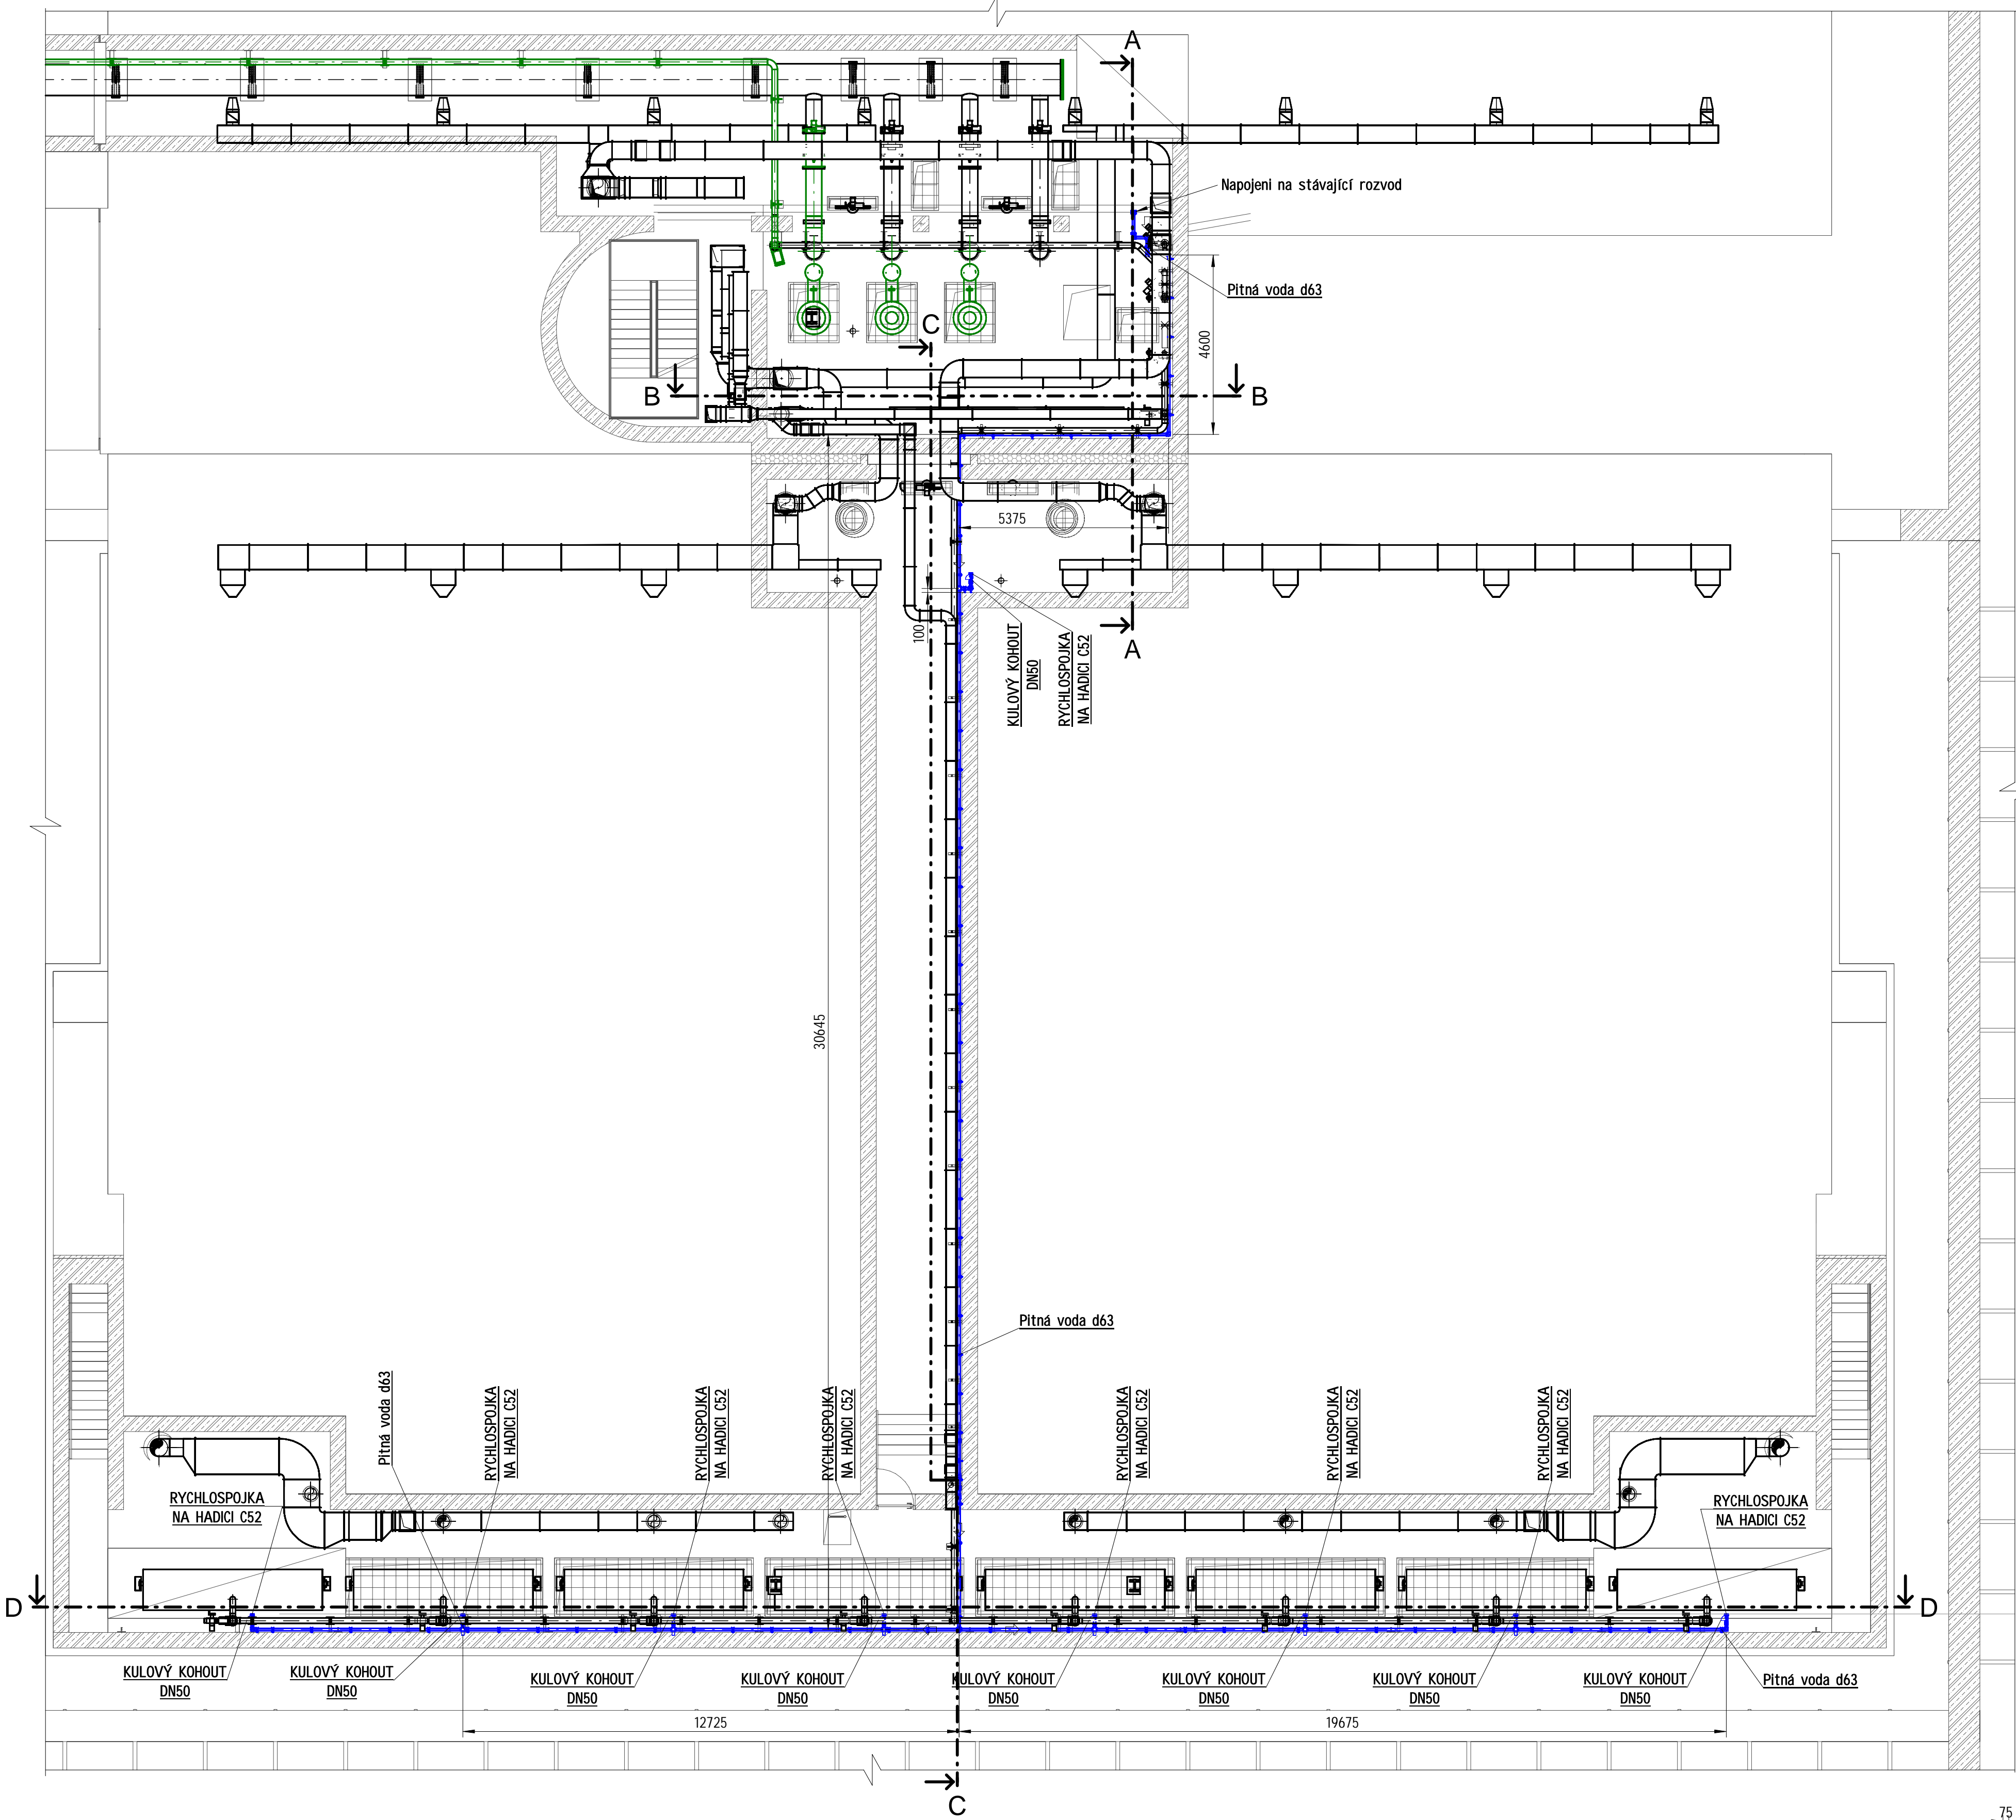 A
Napojeni na stávající rozvod
Pitná voda d63
C
4600
B
B
5375
100
KULOVÝ KOHOUT
DN50
RYCHLOSPOJKA
NA HADICI C52
A
30645
Pitná voda d63
Pitná voda d63
RYCHLOSPOJKA
NA HADICI C52
RYCHLOSPOJKA
NA HADICI C52
RYCHLOSPOJKA
NA HADICI C52
RYCHLOSPOJKA
NA HADICI C52
RYCHLOSPOJKA
NA HADICI C52
RYCHLOSPOJKA
NA HADICI C52
RYCHLOSPOJKA
NA HADICI C52
RYCHLOSPOJKA
NA HADICI C52
D
D
KULOVÝ KOHOUT
DN50
KULOVÝ KOHOUT
DN50
KULOVÝ KOHOUT
DN50
KULOVÝ KOHOUT
DN50
KULOVÝ KOHOUT
DN50
KULOVÝ KOHOUT
DN50
KULOVÝ KOHOUT
DN50
KULOVÝ KOHOUT
DN50
Pitná voda d63
12725
19675
C
75